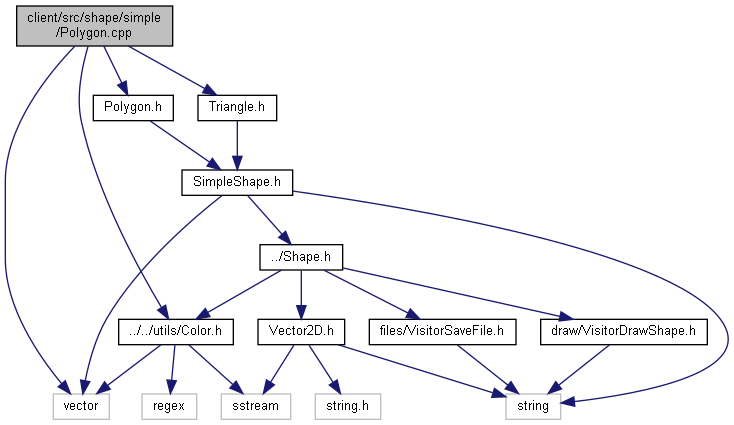 client/src/shape/simple
/Polygon.cpp
Polygon.h
Triangle.h
SimpleShape.h
../Shape.h
../../utils/Color.h
Vector2D.h
files/VisitorSaveFile.h
draw/VisitorDrawShape.h
vector
regex
sstream
string.h
string